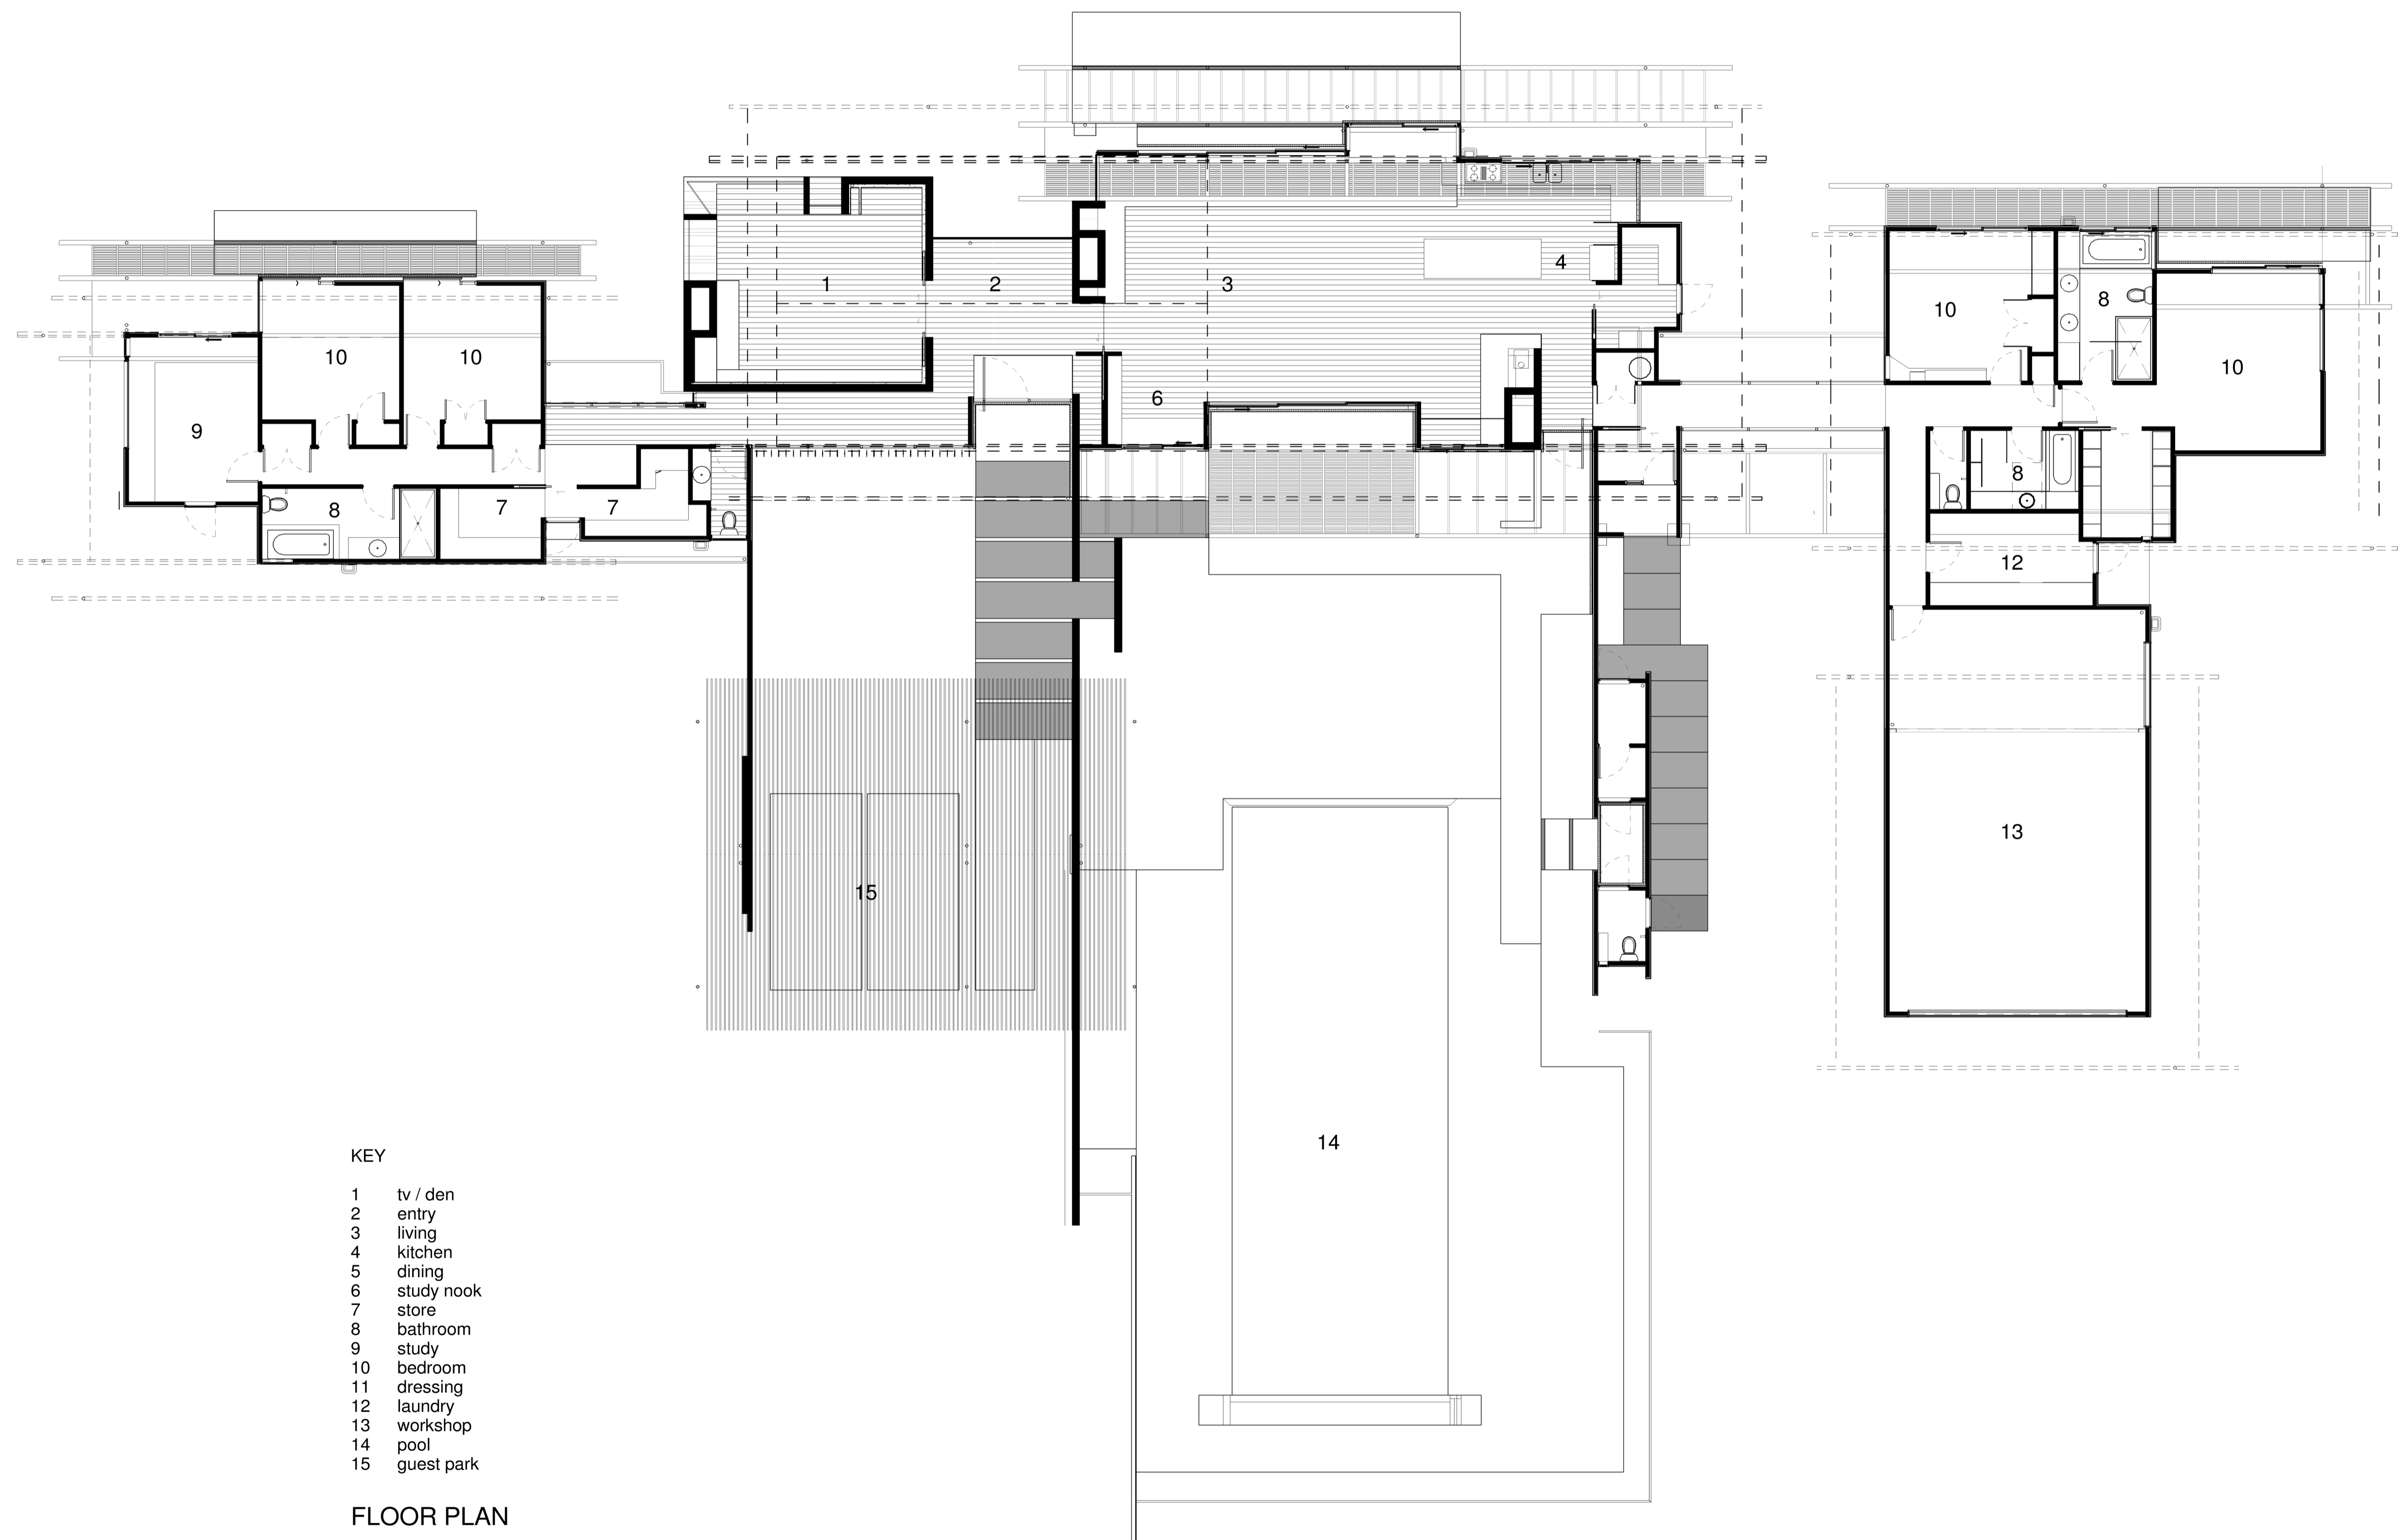 1
2
3
4
10
10
10
8
10
6
9
8
7
7
8
12
13
15
14
KEY
1 tv / den
2 entry
3 living
4 kitchen
5 dining
6 study nook
7 store
8 bathroom
9 study
10 bedroom
11 dressing
12 laundry
13 workshop
14 pool
15 guest park
FLOOR PLAN